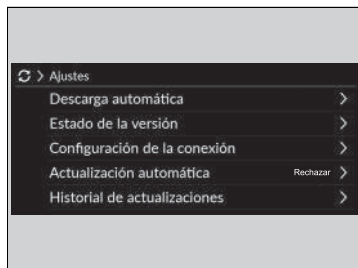 Ajustes
Descarga automática
Estado de la versión
Configuración de la conexión
Actualización automática Rechazar
Historial de actualizaciones